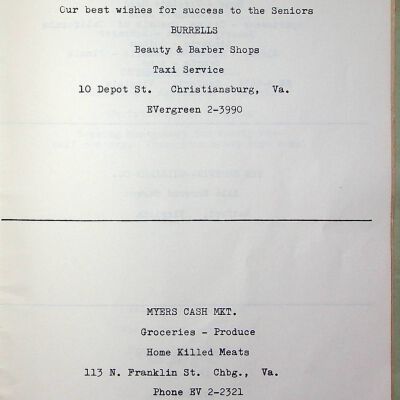 Our best wishes for success to the Seniors
BURRELLS
Beauty & Barber Shops
Taxi Service
10 Depot St. Christiansburg, Va.
EVergreen 2-3990
MYERS CASH MKT.
Groceries - Produce
Home Killed Meats
113 N. Franklin St. Chbg., Va.
Phone EV 2-2321